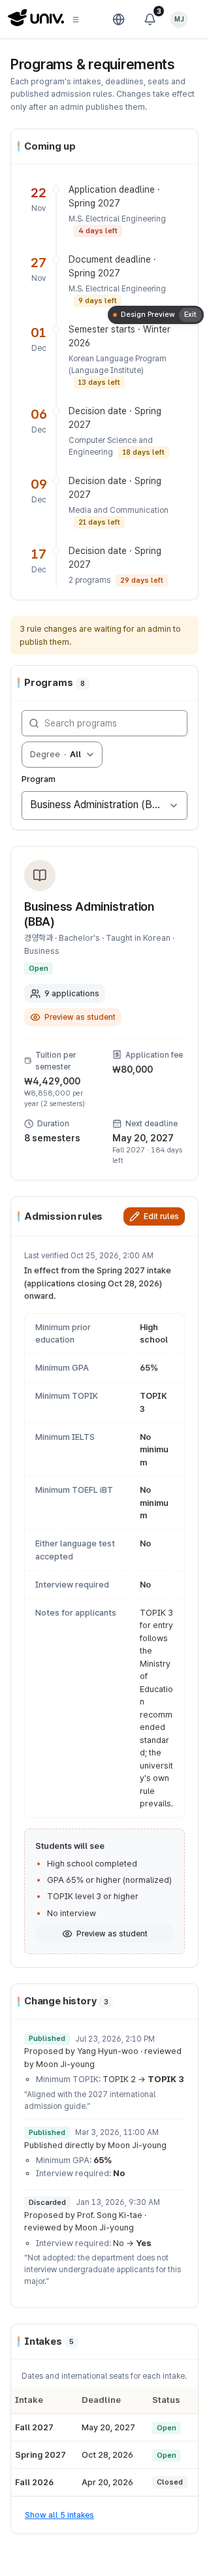 UNIV.
3
MJ
Programs & requirements
Each program's intakes, deadlines, seats and
published admission rules. Changes take effect
only after an admin publishes them.
Coming up
22
Nov
Application deadline ·
Spring 2027
M.S. Electrical Engineering
4 days left
27
Nov
Document deadline ·
Spring 2027
M.S. Electrical Engineering
9 days left
Design Preview
Exit
01
Dec
Semester starts · Winter
2026
Korean Language Program
(Language Institute)
13 days left
06
Dec
Decision date · Spring
2027
Computer Science and
Engineering
18 days left
09
Dec
Decision date · Spring
2027
Media and Communication
21 days left
17
Dec
Decision date · Spring
2027
2 programs
29 days left
3 rule changes are waiting for an admin to
publish them.
Programs 8
Search programs
Degree · All
Program
Business Administration (B...
Business Administration
(BBA)
경영학과 · Bachelor's · Taught in Korean ·
Business
Open
9 applications
Preview as student
Tuition per
semester
₩4,429,000
₩8,858,000 per
year (2 semesters)
Application fee
₩80,000
Duration
8 semesters
Next deadline
May 20, 2027
Fall 2027 · 184 days
left
Admission rules
Edit rules
Last verified Oct 25, 2026, 2:00 AM
In effect from the Spring 2027 intake
(applications closing Oct 28, 2026)
onward.
Minimum prior
education
High
school
Minimum GPA
65%
Minimum TOPIK
TOPIK
3
Minimum IELTS
No
minimu
m
Minimum TOEFL iBT
No
minimu
m
Either language test
accepted
No
Interview required
No
Notes for applicants
TOPIK 3
for entry
follows
the
Ministry
of
Educatio
n
recomm
ended
standar
d; the
universit
y's own
rule
prevails.
Students will see
• High school completed
• GPA 65% or higher (normalized)
• TOPIK level 3 or higher
• No interview
Preview as student
Change history 3
Published Jul 23, 2026, 2:10 PM
Proposed by Yang Hyun-woo · reviewed
by Moon Ji-young
Minimum TOPIK: TOPIK 2 → TOPIK 3
“Aligned with the 2027 international
admission guide.”
Published Mar 3, 2026, 11:00 AM
Published directly by Moon Ji-young
Minimum GPA: 65%
Interview required: No
Discarded Jan 13, 2026, 9:30 AM
Proposed by Prof. Song Ki-tae ·
reviewed by Moon Ji-young
Interview required: No → Yes
“Not adopted: the department does not
interview undergraduate applicants for this
major.”
Intakes 5
Dates and international seats for each intake.
Intake Deadline Status
Fall 2027 May 20, 2027 Open
Spring 2027 Oct 28, 2026 Open
Fall 2026 Apr 20, 2026 Closed
Show all 5 intakes